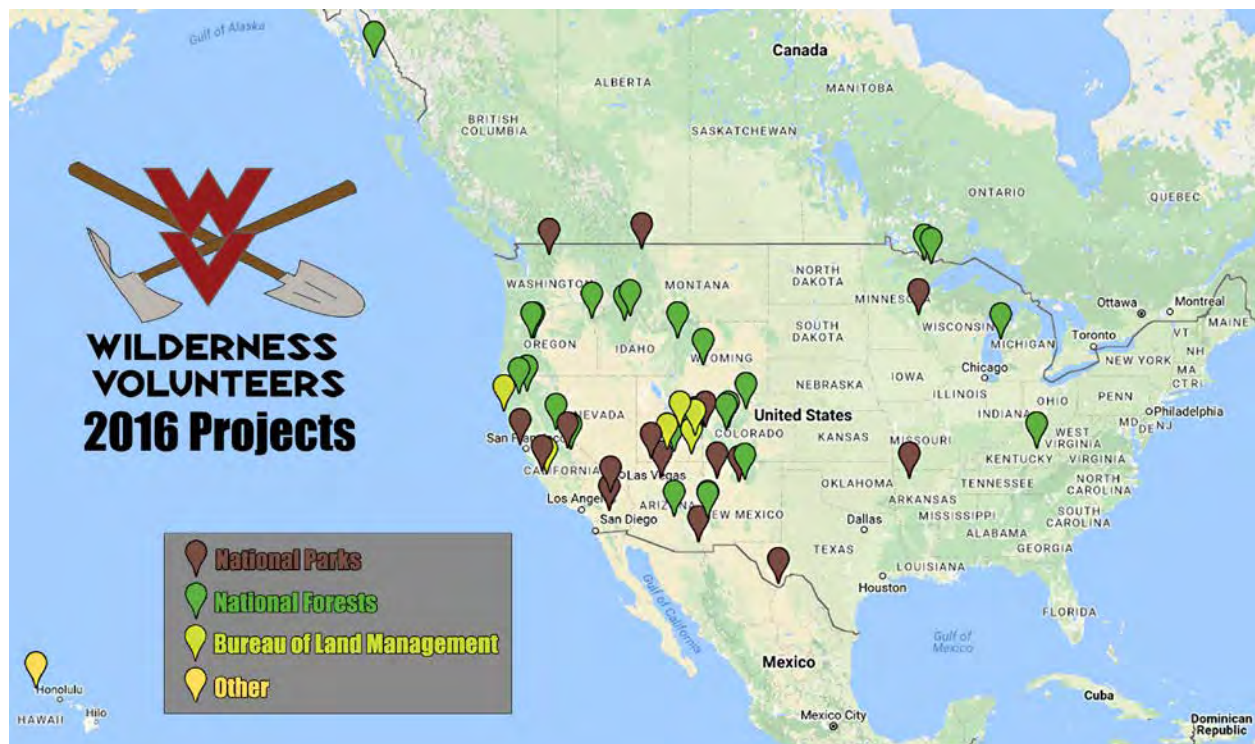 Gulf of Alaska
Canada
ALBERTA
MANITOBA
BRITISH
COLUMBIA
SASKATCHEWAN
ONTARIO
QUEBEC
WILDERNESS
VOLUNTEERS
2016 Projects
WASHINGTON
MONTANA
NORTH
DAKOTA
MINNESOTA
Ottawa
Montreal
MAINE
OREGON
IDAHO
SOUTH
DAKOTA
WISCONSIN
MICHIGAN
Toronto
VT
NH
NEW YORK
MA
CT RI
WYOMING
Chicago
NEBRASKA
IOWA
ILLINOIS
INDIANA
OHIO
PENN
Philadelphia
NEVADA
United States
COLORADO
KANSAS
MISSOURI
WEST
VIRGINIA
MD DE NJ
KENTUCKY
VIRGINIA
San Francisco
CALIFORNIA
Las Vegas
OKLAHOMA
ARKANSAS
TENNESSEE
NORTH
CAROLINA
Los Angeles
ARIZONA
NEW MEXICO
MISSISSIPPI
SOUTH
CAROLINA
San Diego
Dallas
ALABAMA
GEORGIA
TEXAS
LOUISIANA
Houston
FLORIDA
Gulf of California
Gulf of
Mexico
Mexico
Cuba
Mexico City
Dominican
Republic
National Parks
National Forests
Bureau of Land Management
Other
Honolulu
HAWAII
Hilo